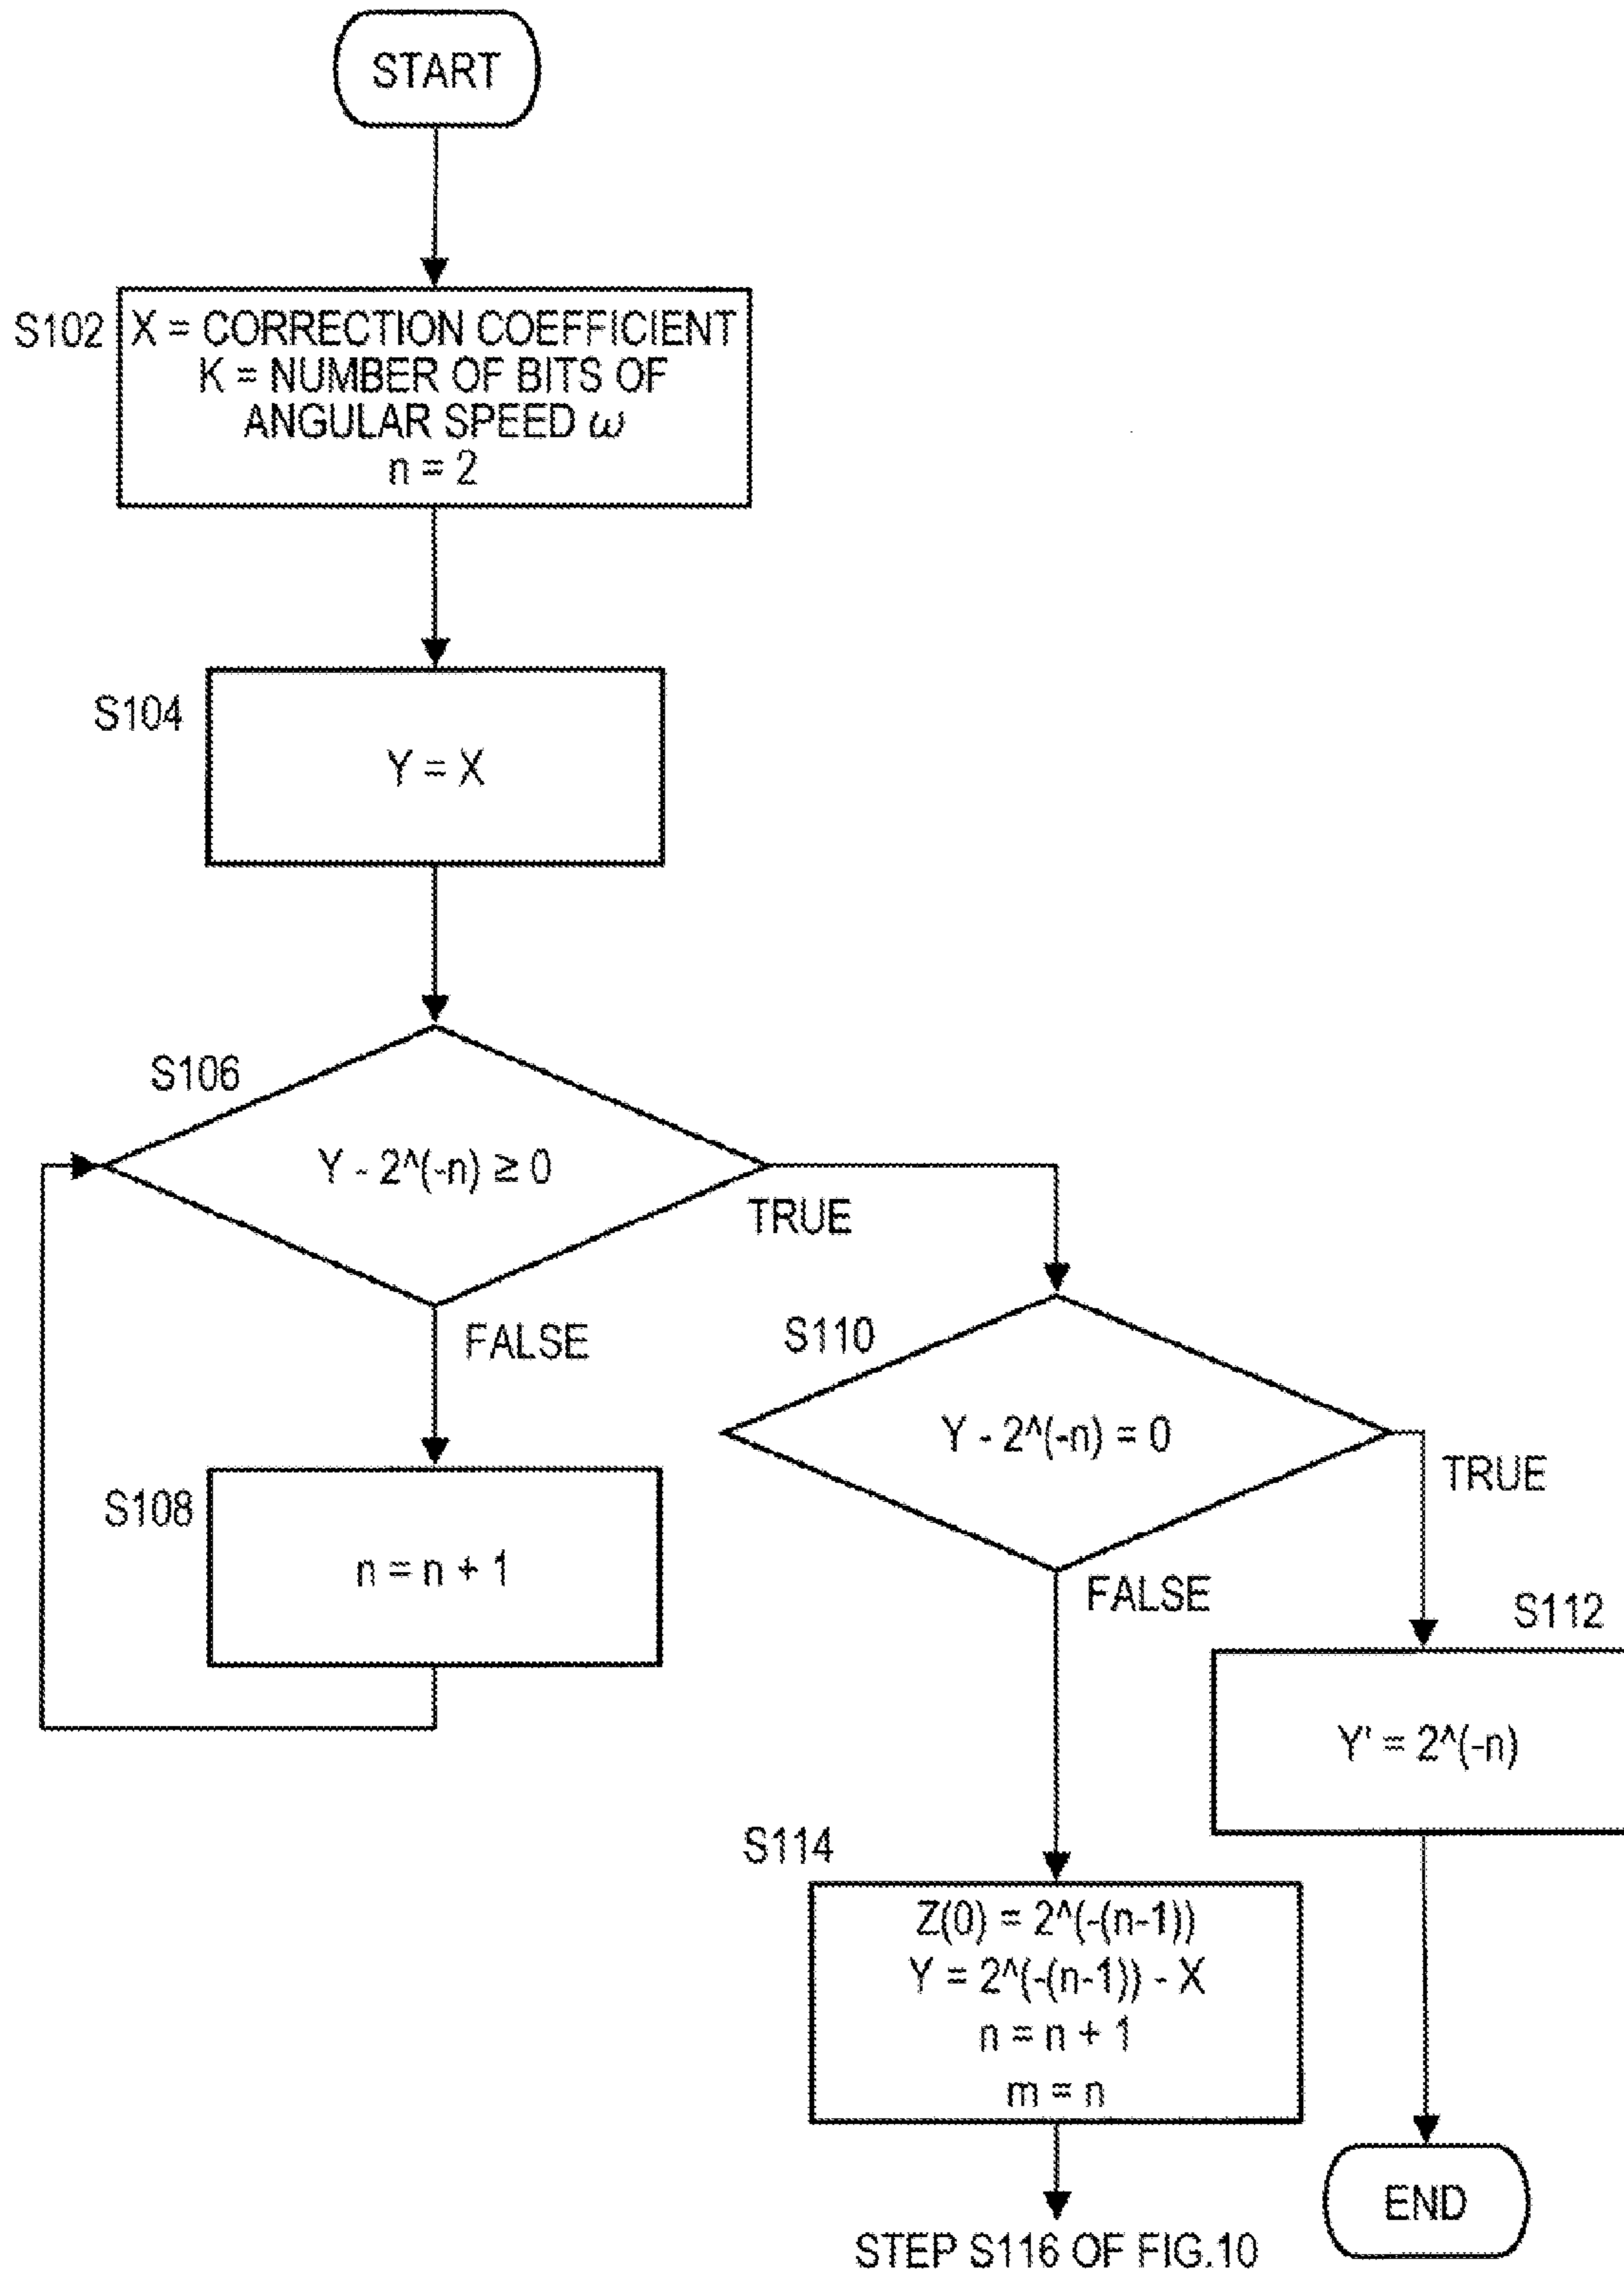 START
S102
X = CORRECTION COEFFICIENT
K = NUMBER OF BITS OF
ANGULAR SPEED ω
n = 2
S104
Y = X
S106
Y - 2^(-n) ≥ 0
TRUE
FALSE
S108
n = n + 1
S110
Y - 2^(-n) = 0
TRUE
FALSE
S112
Y' = 2^(-n)
S114
Z(0) = 2^(-(n-1))
Y = 2^(-(n-1)) - X
n = n + 1
m = n
END
STEP S116 OF FIG.10